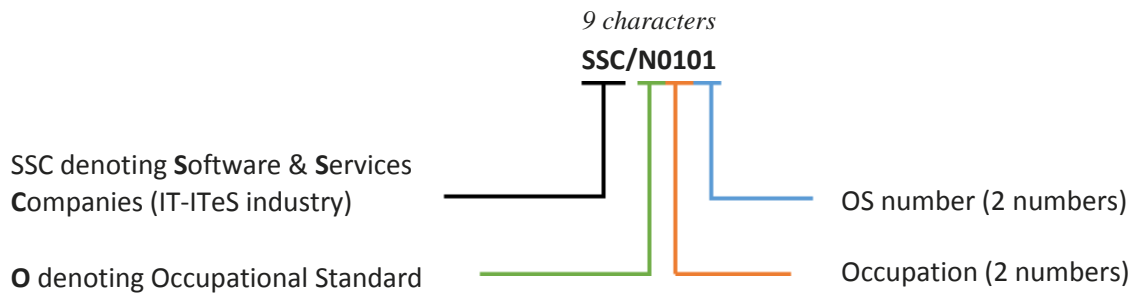 9 characters
SSC/N0101
SSC denoting Software & Services
Companies (IT-ITeS industry)
OS number (2 numbers)
O denoting Occupational Standard
Occupation (2 numbers)